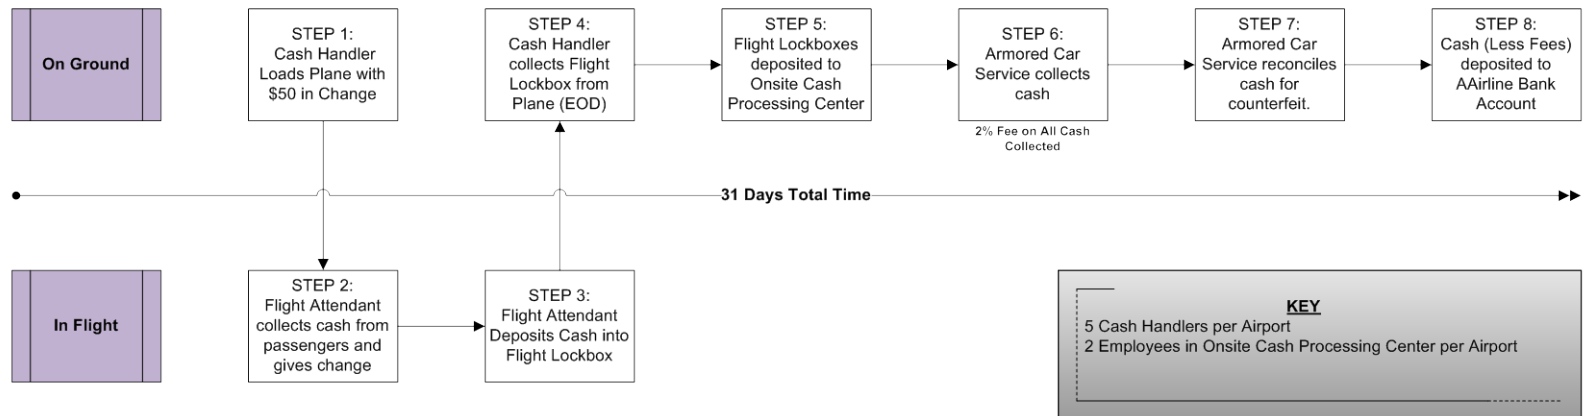 On Ground
STEP 1:
Cash Handler
Loads Plane with
$50 in Change
STEP 4:
Cash Handler
collects Flight
Lockbox from
Plane (EOD)
STEP 5:
Flight Lockboxes
deposited to
Onsite Cash
Processing Center
STEP 6:
Armored Car
Service collects
cash
2% Fee on All Cash
Collected
STEP 7:
Armored Car
Service reconciles
cash for
counterfeit.
STEP 8:
Cash (Less Fees)
deposited to
AAirline Bank
Account
31 Days Total Time
In Flight
STEP 2:
Flight Attendant
collects cash from
passengers and
gives change
STEP 3:
Flight Attendant
Deposits Cash into
Flight Lockbox
KEY
5 Cash Handlers per Airport
2 Employees in Onsite Cash Processing Center per Airport